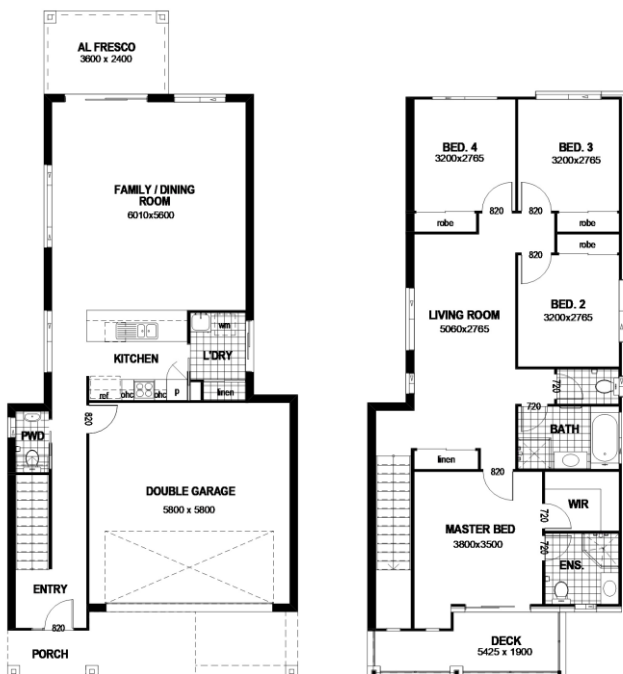 AL FRESCO
3600 x 2400
FAMILY / DINING
ROOM
6010x5600
wm
KITCHEN
L'DRY
ref
ohc
ohc
p
linen
820
PWD
DOUBLE GARAGE
5800 x 5800
ENTRY
820
PORCH
BED. 4
3200x2765
BED. 3
3200x2765
820
820
robe
robe
820
robe
LIVING ROOM
5060x2765
BED. 2
3200x2765
720
720
BATH
linen
820
WIR
MASTER BED
3800x3500
720
720
ENS.
DECK
5425 x 1900